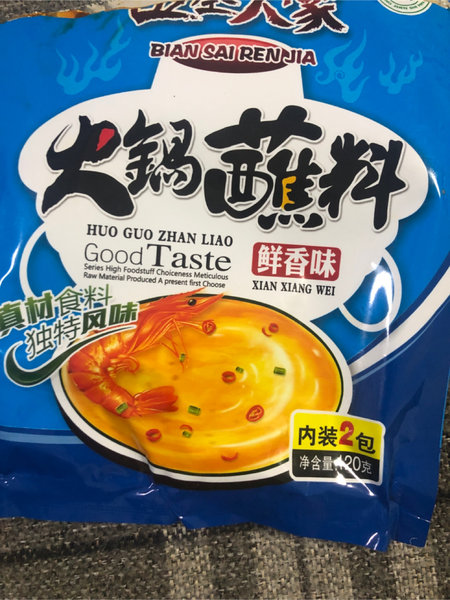 BIAN SAI REN JIA
火锅蘸料
HUO GUO ZHAN LIAO
Good Taste
Series High Foodstuff Choiceness Meticulous
Raw Material Produced A present first Choose
鲜香味
XIAN XIANG WEI
真材食料
独特风味
内装2包
净含量:120克